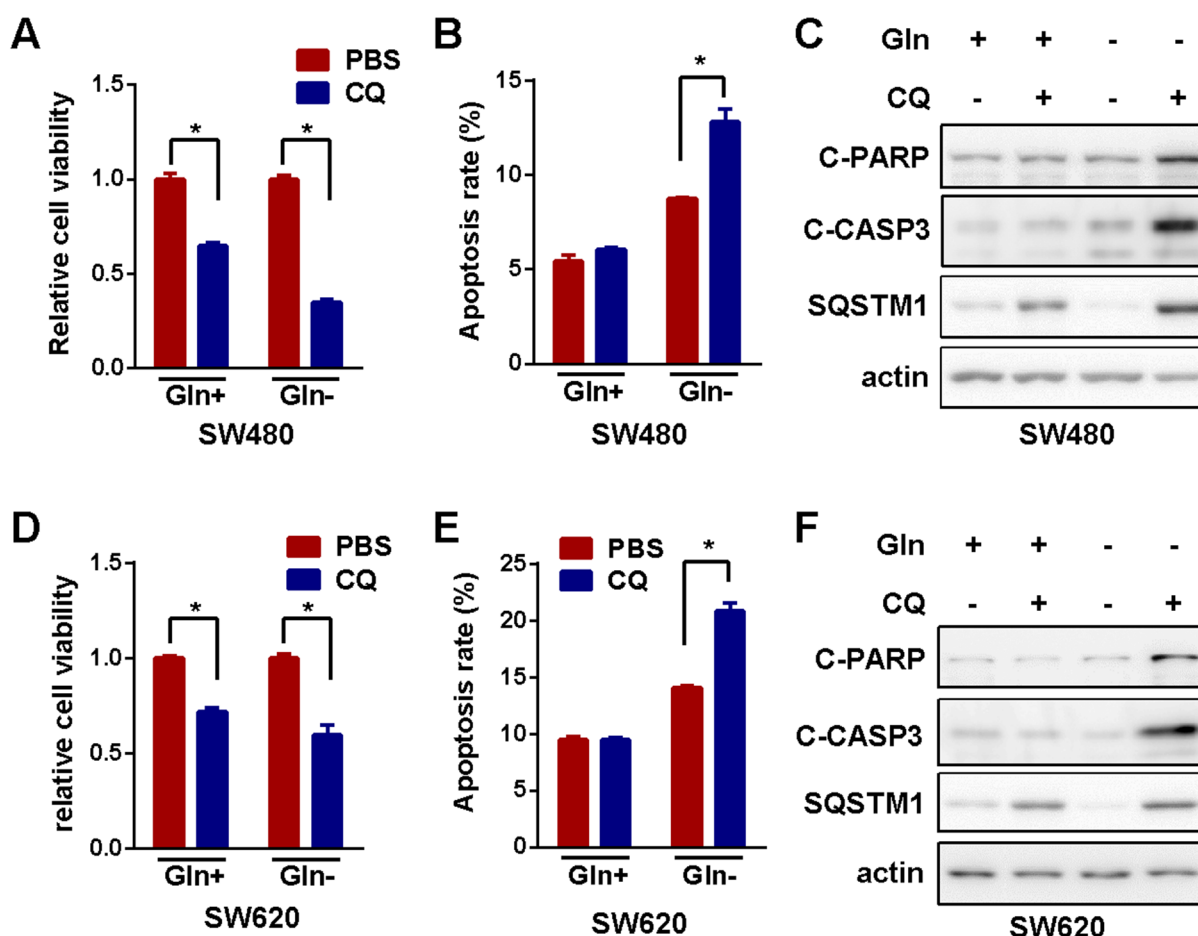 A
PBS
CQ
Relative cell viability
1.5
1.0
0.5
0.0
*
*
Gln+
Gln-
SW480
B
Apoptosis rate (%)
15
10
5
0
*
Gln+
Gln-
SW480
C
Gln + + - -
CQ - + - +
C-PARP
C-CASP3
SQSTM1
actin
SW480
D
PBS
CQ
relative cell viability
1.5
1.0
0.5
0.0
*
*
Gln+
Gln-
SW620
E
PBS
CQ
Apoptosis rate (%)
25
20
15
10
5
0
*
Gln+
Gln-
SW620
F
Gln + + - -
CQ - + - +
C-PARP
C-CASP3
SQSTM1
actin
SW620